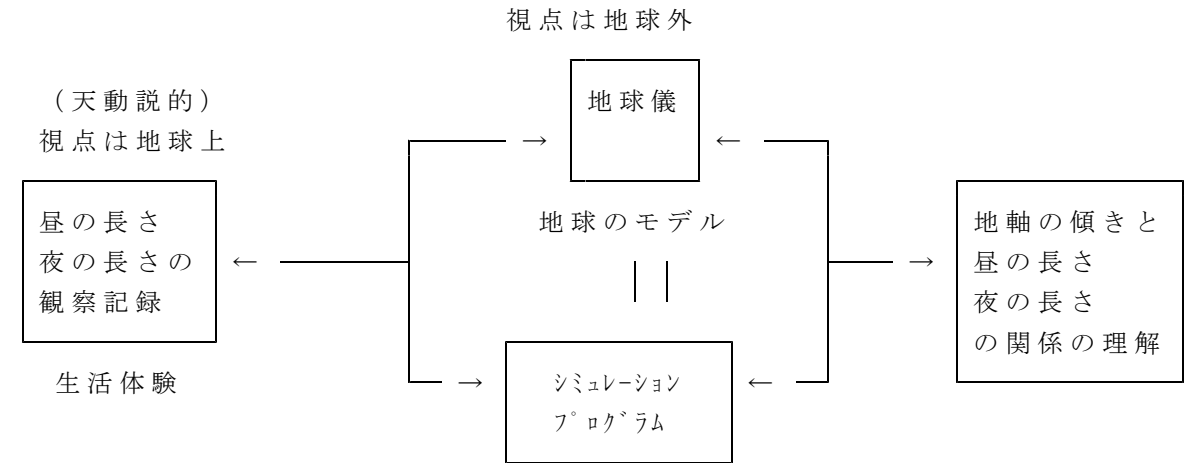 視点は地球外
(天動説的)
視点は地球上
地球儀
昼の長さ
夜の長さの
観察記録
生活体験
地球のモデル
シミュレーション
プログラム
地軸の傾きと
昼の長さ
夜の長さ
の関係の理解